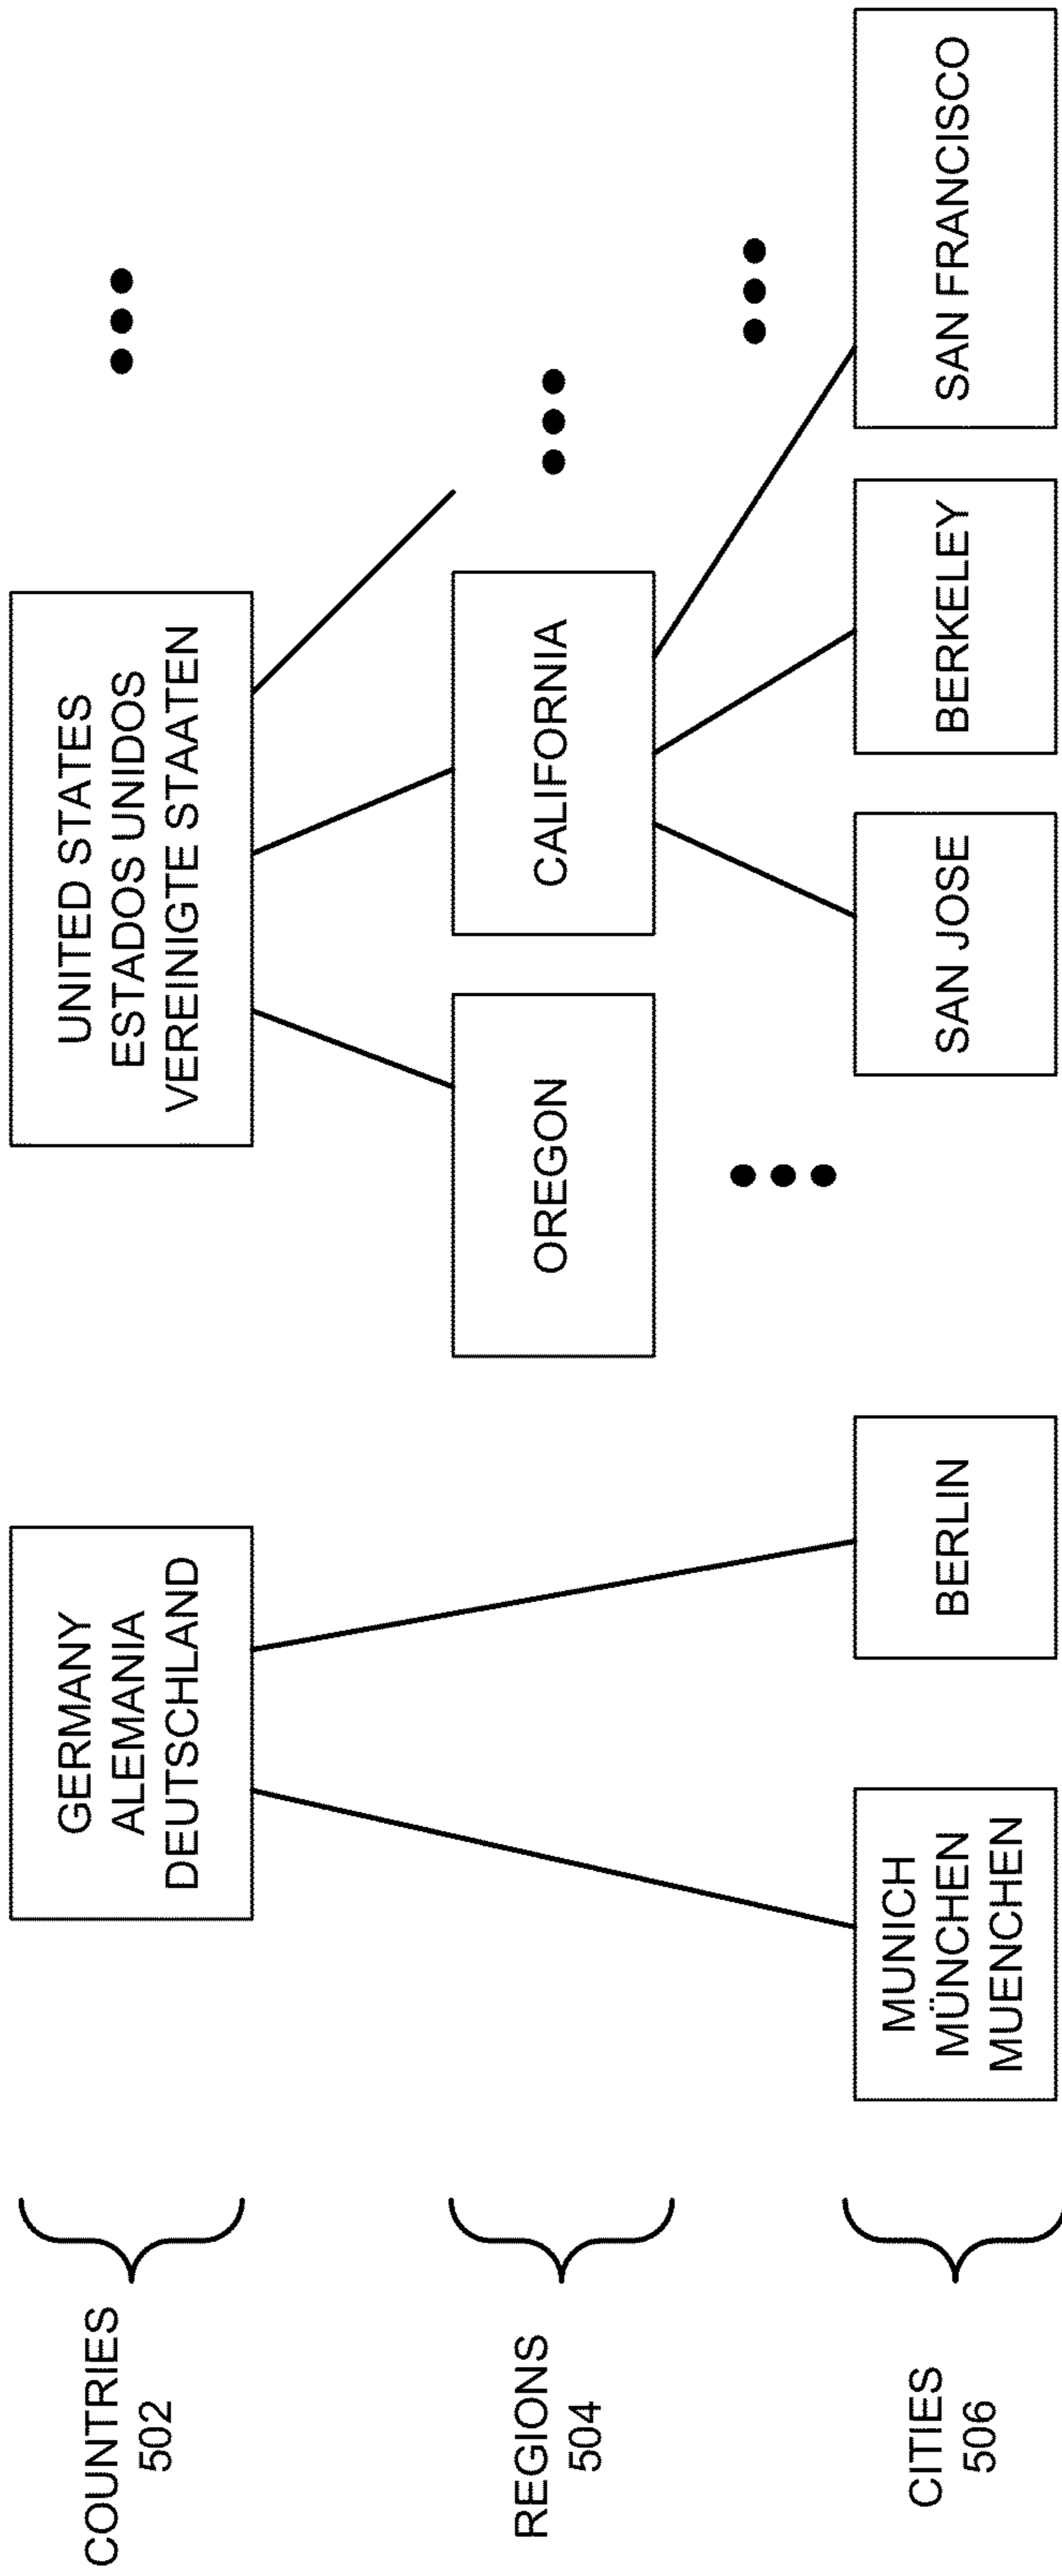 COUNTRIES
502
GERMANY
ALEMANIA
DEUTSCHLAND
UNITED STATES
ESTADOS UNIDOS
VEREINIGTE STAATEN
REGIONS
504
OREGON
CALIFORNIA
CITIES
506
MUNICH
MÜNCHEN
MUENCHEN
BERLIN
SAN JOSE
BERKELEY
SAN FRANCISCO